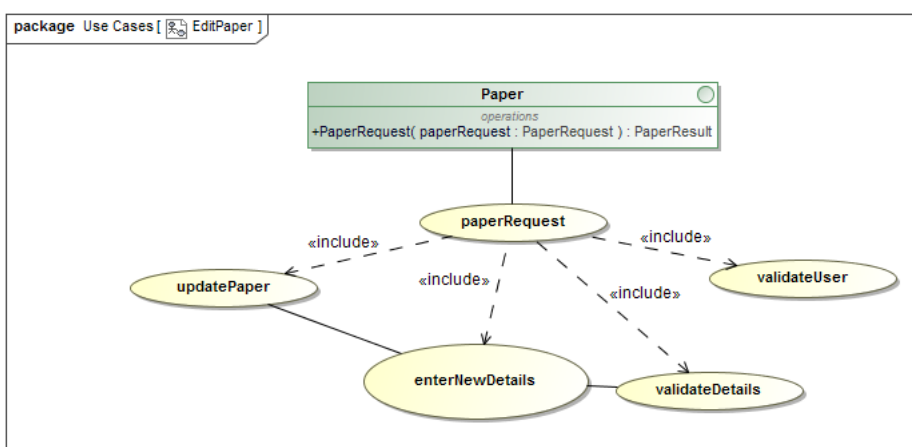 package Use Cases [ EditPaper ]
Paper
operations
+PaperRequest( paperRequest : PaperRequest ) : PaperResult
paperRequest
«include»
«include»
«include»
«include»
updatePaper
validateUser
enterNewDetails
validateDetails